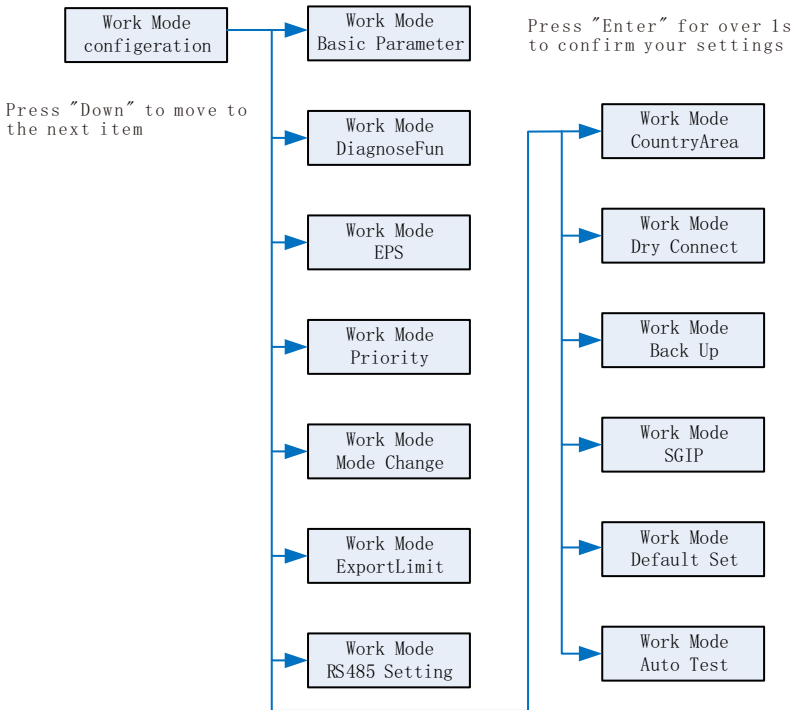 Work Mode
configeration
Press "Down" to move to
the next item
Work Mode
Basic Parameter
Work Mode
DiagnoseFun
Work Mode
EPS
Work Mode
Priority
Work Mode
Mode Change
Work Mode
ExportLimit
Work Mode
RS485 Setting
Press "Enter" for over 1s
to confirm your settings
Work Mode
CountryArea
Work Mode
Dry Connect
Work Mode
Back Up
Work Mode
SGIP
Work Mode
Default Set
Work Mode
Auto Test